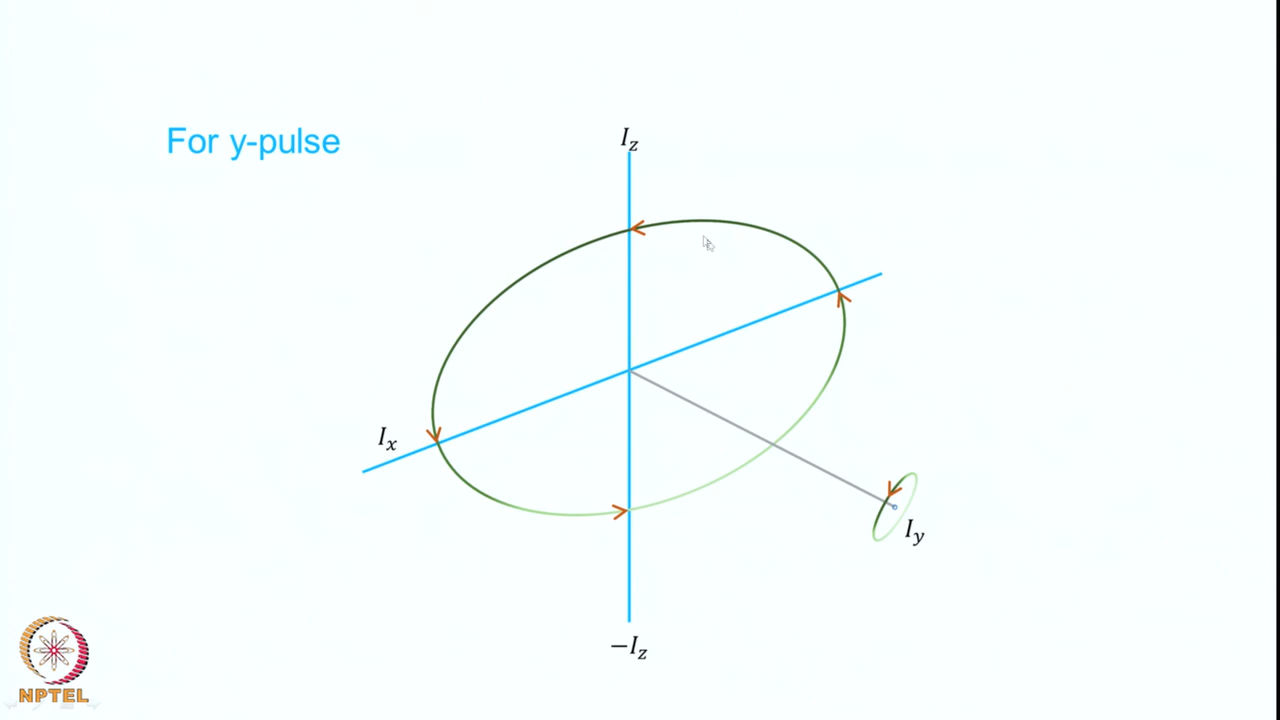 For y-pulse
I_z
I_x
I_y
−I_z
NPTEL